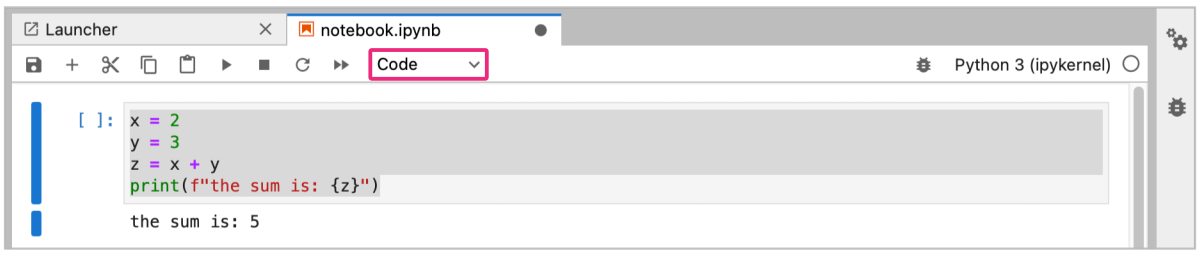 Launcher
notebook.ipynb
Code
Python 3 (ipykernel)
[ ]:
x = 2
y = 3
z = x + y
print(f"the sum is: {z}")
the sum is: 5